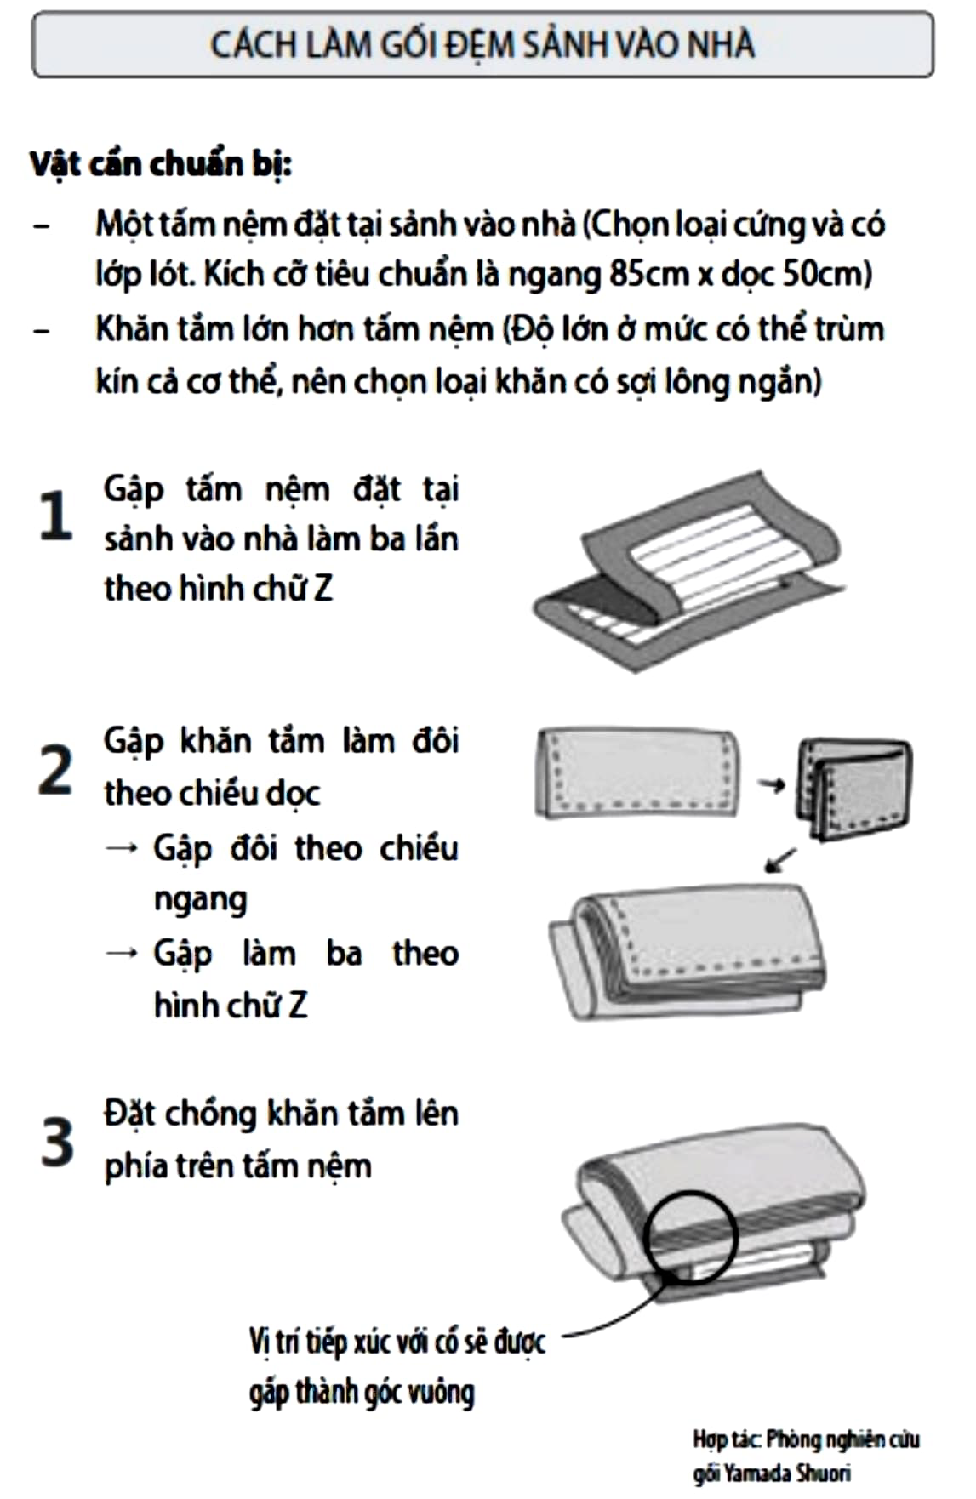 CÁCH LÀM GỐI ĐỆM SẢNH VÀO NHÀ
Vật cần chuẩn bị:
– Một tấm nệm đặt tại sảnh vào nhà (Chọn loại cứng và có
lớp lót. Kích cỡ tiêu chuẩn là ngang 85cm x dọc 50cm)
– Khăn tắm lớn hơn tấm nệm (Độ lớn ở mức có thể trùm
kín cả cơ thể, nên chọn loại khăn có sợi lông ngắn)
1 Gập tấm nệm đặt tại
sảnh vào nhà làm ba lần
theo hình chữ Z
2 Gập khăn tắm làm đôi
theo chiều dọc
→ Gập đôi theo chiều
ngang
→ Gập làm ba theo
hình chữ Z
3 Đặt chồng khăn tắm lên
phía trên tấm nệm
Vị trí tiếp xúc với cổ sẽ được
gấp thành góc vuông
Hợp tác: Phòng nghiên cứu
gối Yamada Shuori